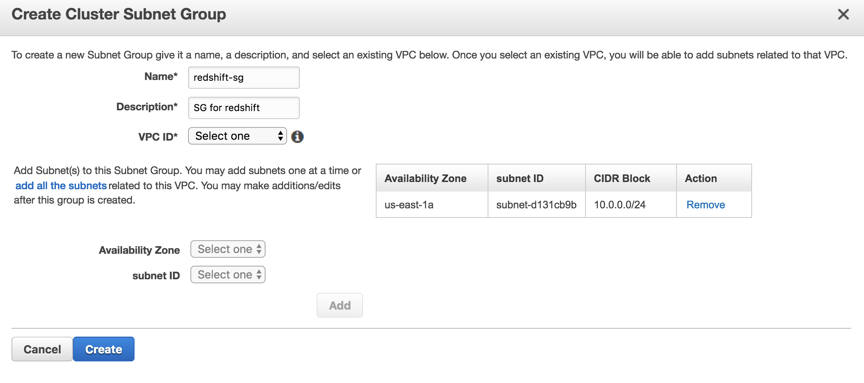 Create Cluster Subnet Group
To create a new Subnet Group give it a name, a description, and select an existing VPC below. Once you select an existing VPC, you will be able to add subnets related to that VPC.
Name* redshift-sg
Description* SG for redshift
VPC ID* Select one
Add Subnet(s) to this Subnet Group. You may add subnets one at a time or
add all the subnets related to this VPC. You may make additions/edits
after this group is created.
Availability Zone subnet ID CIDR Block Action
us-east-1a subnet-d131cb9b 10.0.0.0/24 Remove
Availability Zone Select one
subnet ID Select one
Add
Cancel Create